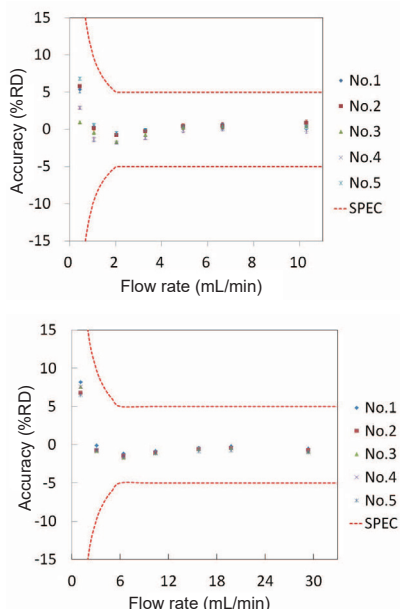 15
10
5
0
-5
-10
-15
Accuracy (%RD)
0 2 4 6 8 10
Flow rate (mL/min)
No.1
No.2
No.3
No.4
No.5
SPEC
15
10
5
0
-5
-10
-15
Accuracy (%RD)
0 6 12 18 24 30
Flow rate (mL/min)
No.1
No.2
No.3
No.4
No.5
SPEC